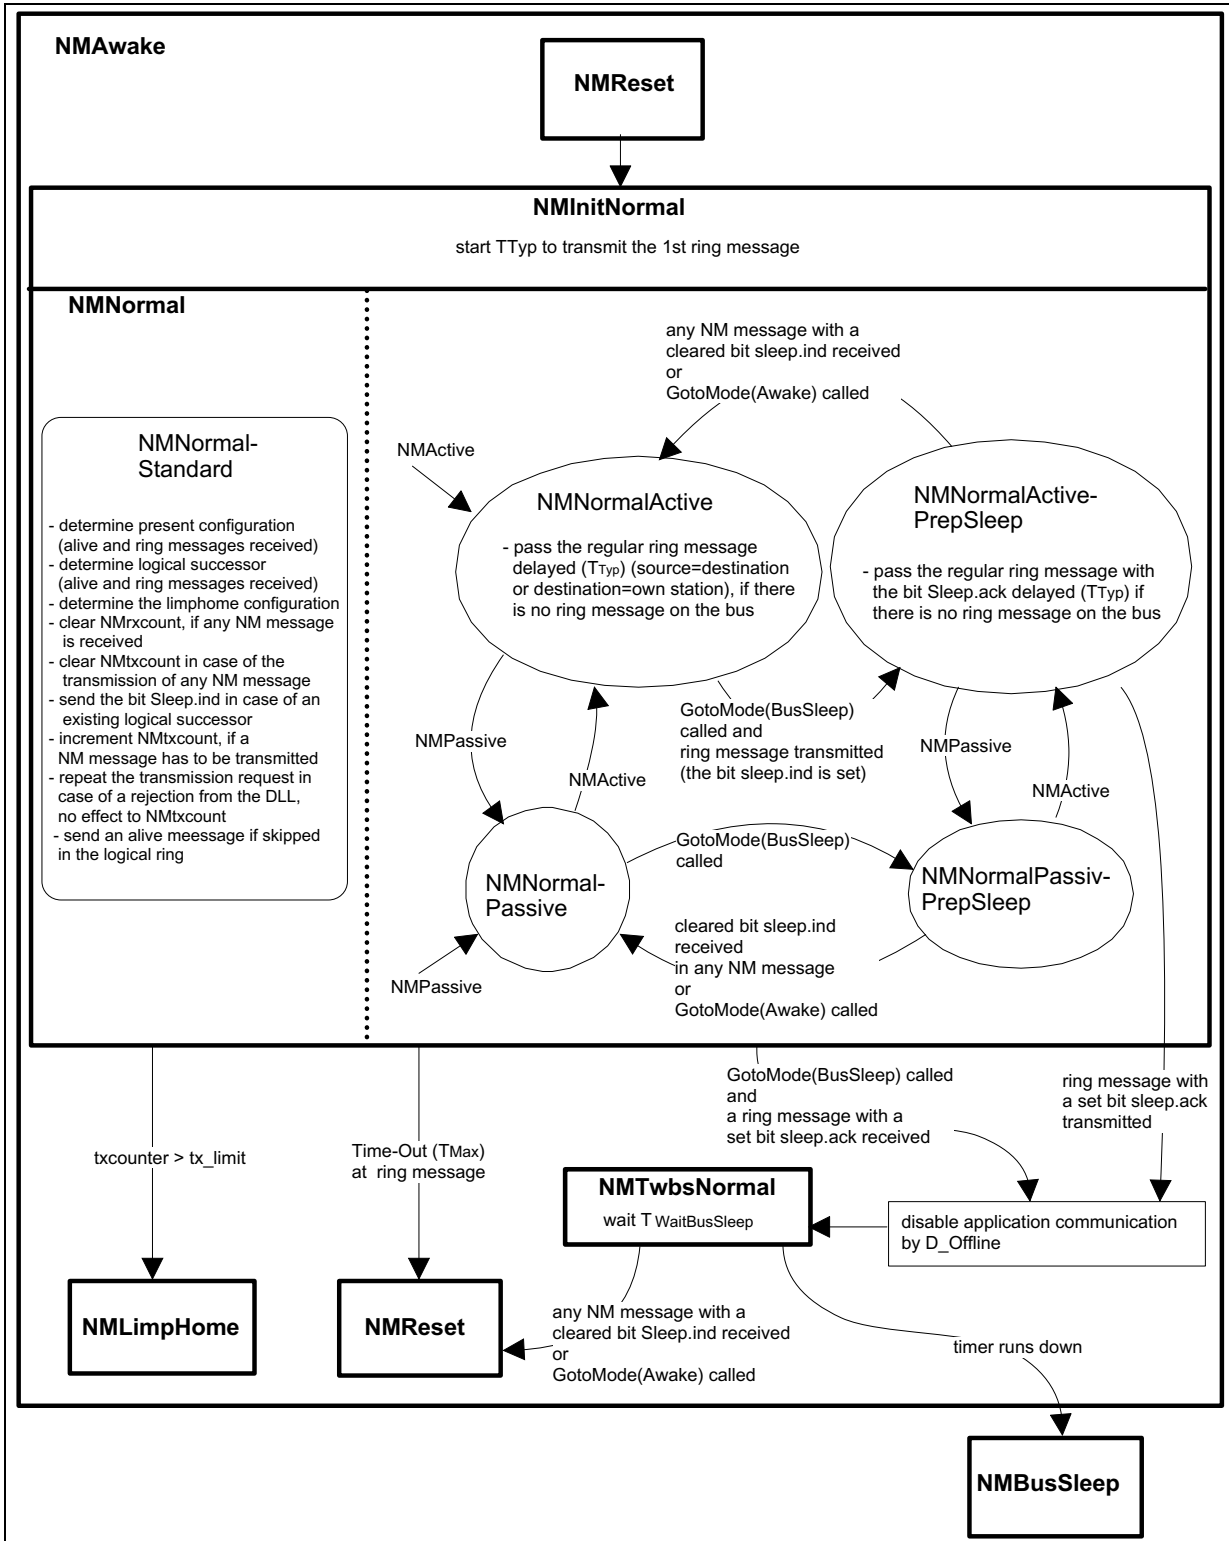 NMAwake
NMReset
NMInitNormal
start TTyp to transmit the 1st ring message
NMNormal
any NM message with a
cleared bit sleep.ind received
or
GotoMode(Awake) called
NMNormal-
Standard
- determine present configuration
(alive and ring messages received)
- determine logical successor
(alive and ring messages received)
- determine the limphome configuration
- clear NMrxcount, if any NM message
is received
- clear NMtxcount in case of the
transmission of any NM message
- send the bit Sleep.ind in case of an
existing logical successor
- increment NMtxcount, if a
NM message has to be transmitted
- repeat the transmission request in
case of a rejection from the DLL,
no effect to NMtxcount
- send an alive meessage if skipped
in the logical ring
NMActive
NMNormalActive
- pass the regular ring message
delayed (TTyp) (source=destination
or destination=own station), if there
is no ring message on the bus
NMNormalActive-
PrepSleep
- pass the regular ring message with
the bit Sleep.ack delayed (TTyp) if
there is no ring message on the bus
NMPassive
NMActive
GotoMode(BusSleep)
called and
ring message transmitted
(the bit sleep.ind is set)
NMPassive
NMActive
NMNormal-
Passive
GotoMode(BusSleep)
called
NMNormalPassiv-
PrepSleep
cleared bit sleep.ind
received
in any NM message
or
GotoMode(Awake) called
NMPassive
GotoMode(BusSleep) called
and
a ring message with a
set bit sleep.ack received
ring message with
a set bit sleep.ack
transmitted
txcounter > tx_limit
Time-Out (TMax)
at ring message
NMTwbsNormal
wait T WaitBusSleep
disable application communication
by D_Offline
NMLimpHome
NMReset
any NM message with a
cleared bit Sleep.ind received
or
GotoMode(Awake) called
timer runs down
NMBusSleep